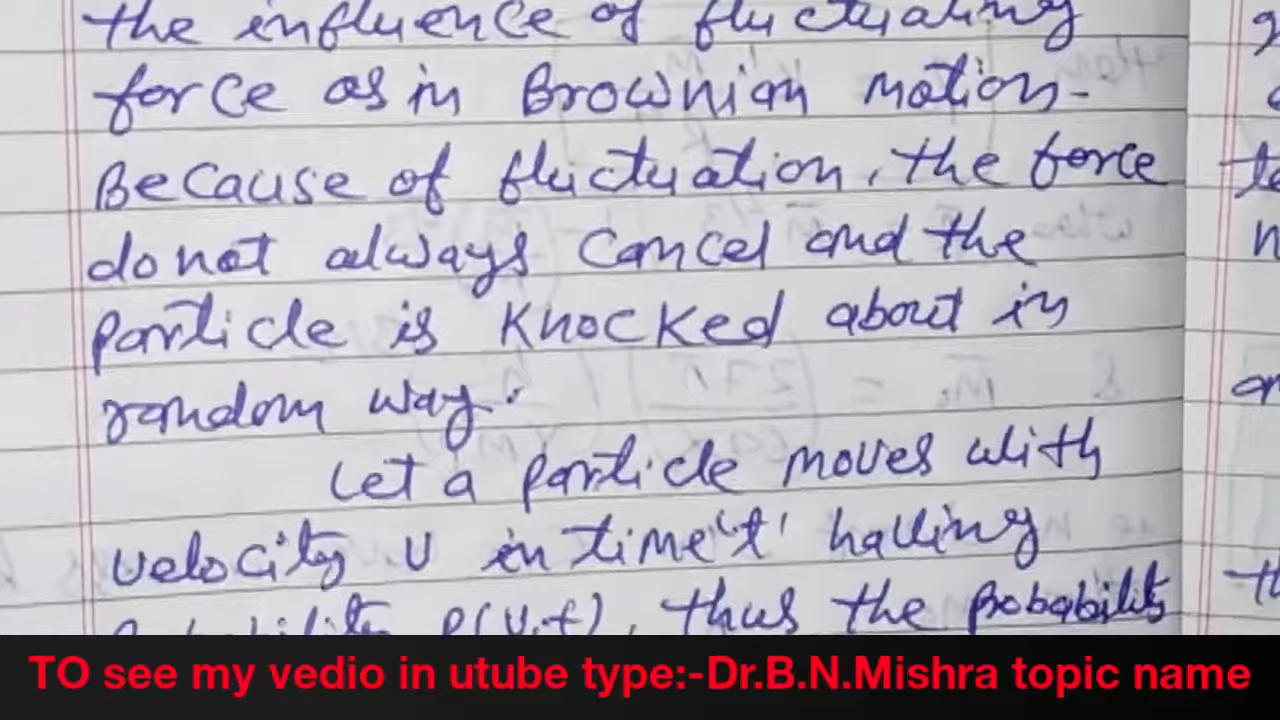 the influence of fluctuating
force as in Brownian motion-
Because of fluctuation, the force
do not always cancel and the
particle is knocked about in
random way.
Let a particle moves with
velocity U in time 't' having
P(U,t), thus the probability
TO see my vedio in utube type:-Dr.B.N.Mishra topic name